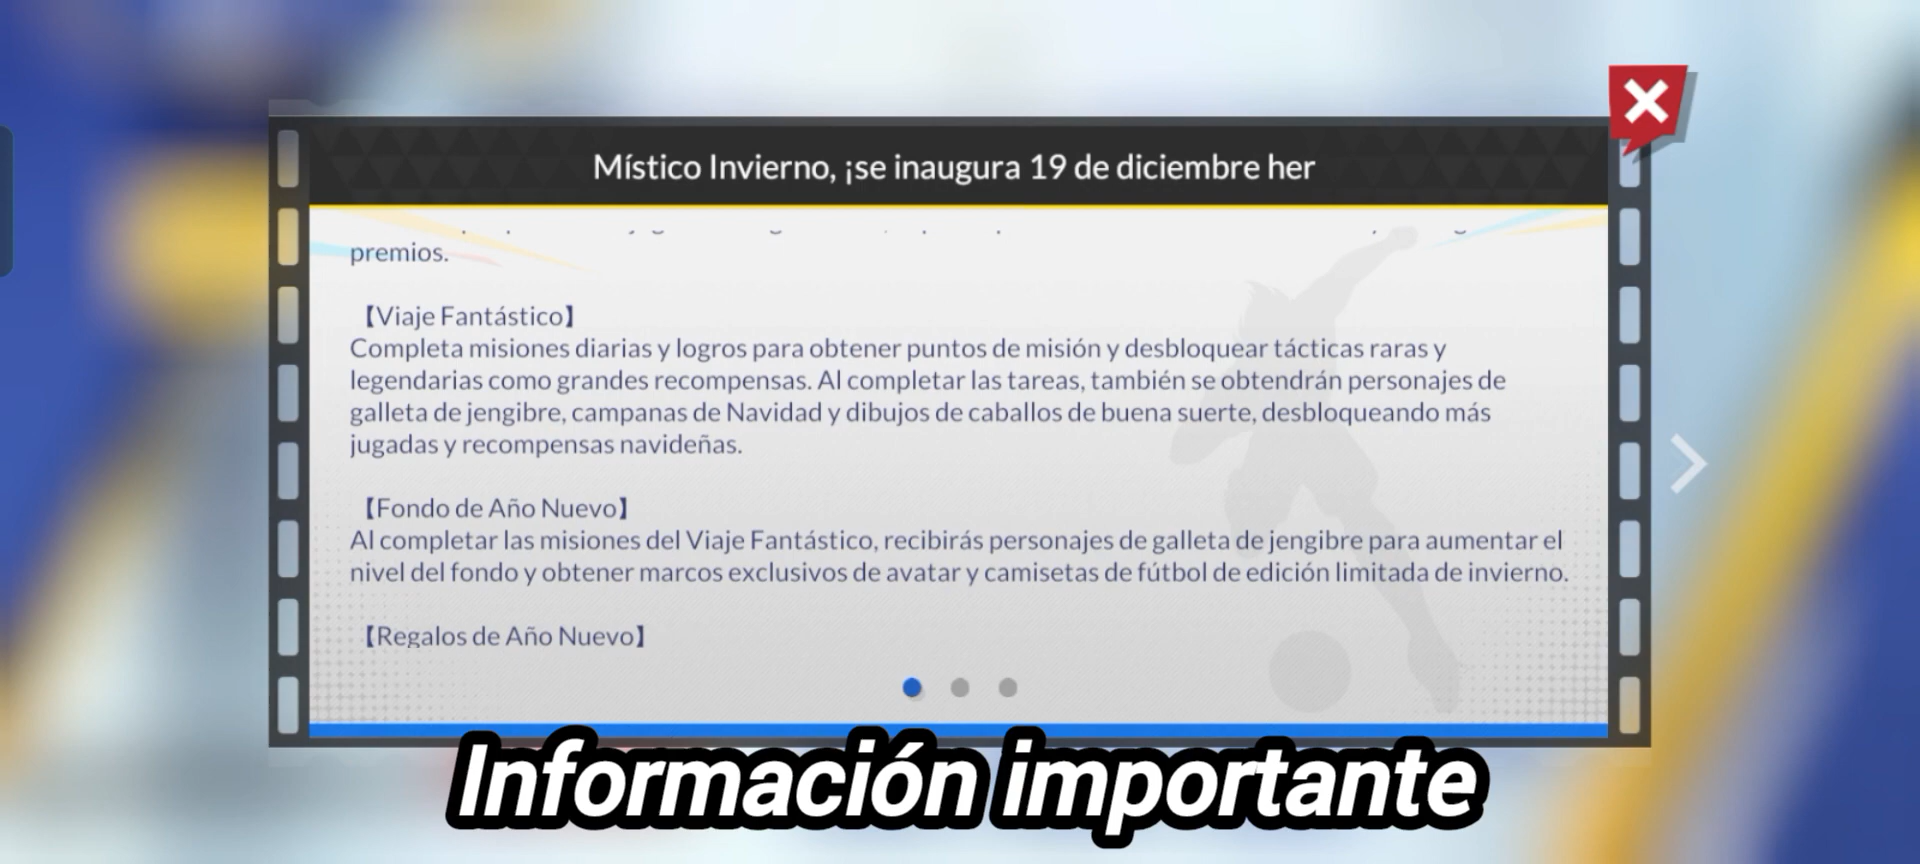 Místico Invierno, ¡se inaugura 19 de diciembre her
premios.
【Viaje Fantástico】
Completa misiones diarias y logros para obtener puntos de misión y desbloquear tácticas raras y
legendarias como grandes recompensas. Al completar las tareas, también se obtendrán personajes de
galleta de jengibre, campanas de Navidad y dibujos de caballos de buena suerte, desbloqueando más
jugadas y recompensas navideñas.
【Fondo de Año Nuevo】
Al completar las misiones del Viaje Fantástico, recibirás personajes de galleta de jengibre para aumentar el
nivel del fondo y obtener marcos exclusivos de avatar y camisetas de fútbol de edición limitada de invierno.
【Regalos de Año Nuevo】
Información importante